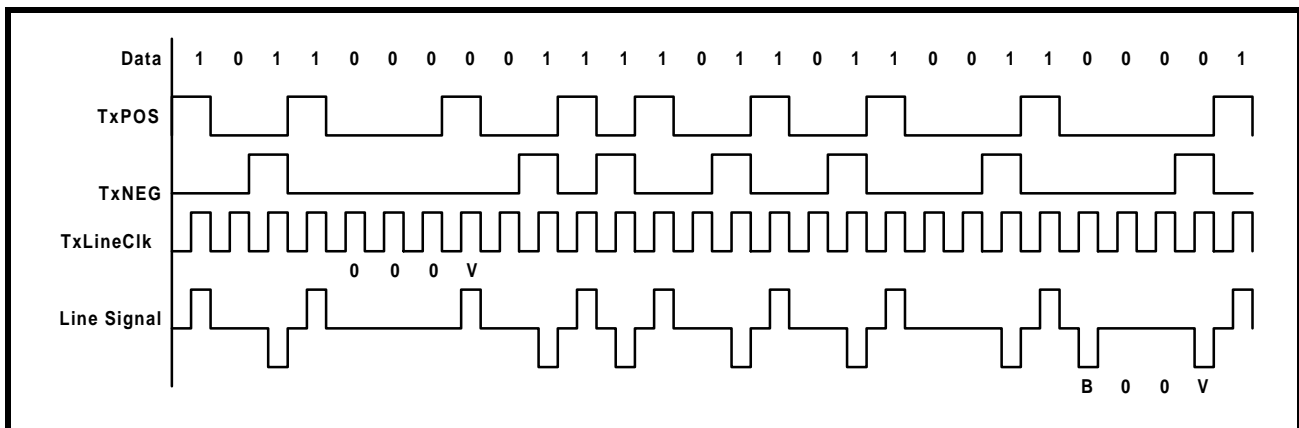 Data 1 0 1 1 0 0 0 0 0 1 1 1 1 0 1 1 0 1 1 0 0 1 1 0 0 0 0 1
TxPOS
TxNEG
TxLineClk
0 0 0 V
Line Signal
B 0 0 V